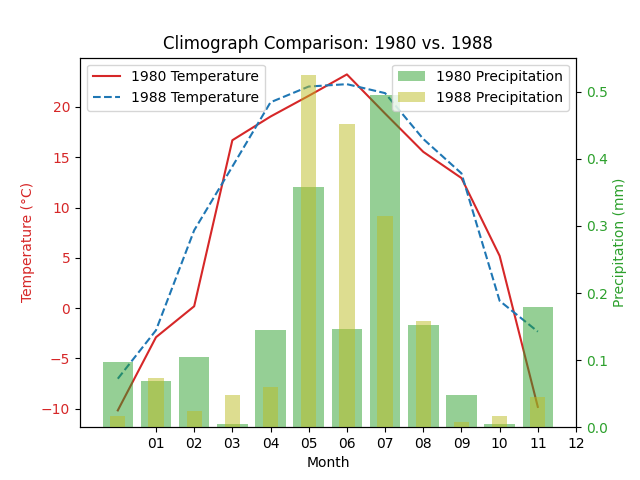 Climograph Comparison: 1980 vs. 1988
1980 Temperature
1988 Temperature
1980 Precipitation
1988 Precipitation
Temperature (°C)
20
15
10
5
0
−5
−10
Precipitation (mm)
0.5
0.4
0.3
0.2
0.1
0.0
01 02 03 04 05 06 07 08 09 10 11 12
Month